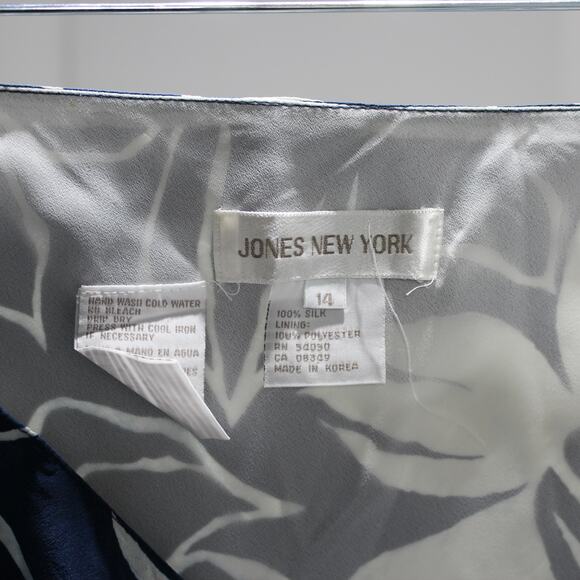 JONES NEW YORK
14
HAND WASH COLD WATER
NO BLEACH
DRIP DRY
PRESS WITH COOL IRON
IF NECESSARY
MANO EN AGUA
100% SILK
LINING:
100% POLYESTER
RN 54090
CA 08349
MADE IN KOREA